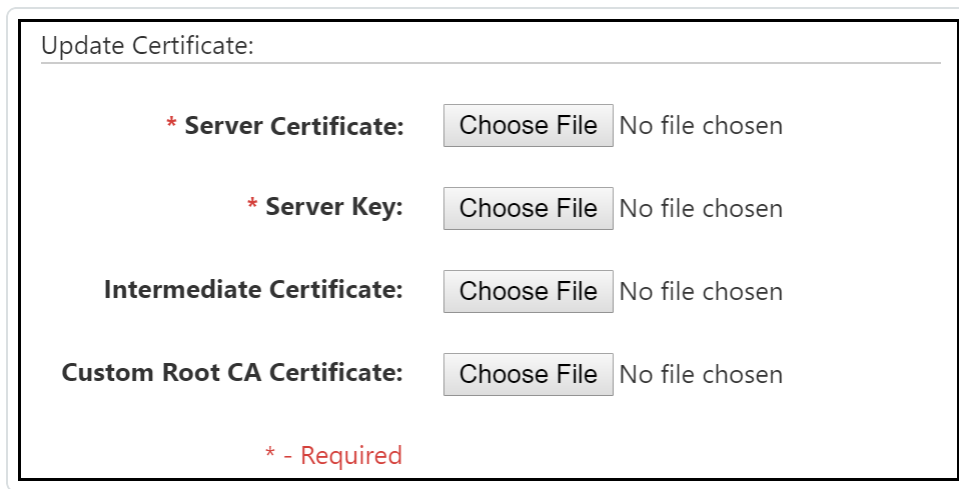 Update Certificate:
* Server Certificate: Choose File No file chosen
* Server Key: Choose File No file chosen
Intermediate Certificate: Choose File No file chosen
Custom Root CA Certificate: Choose File No file chosen
* - Required